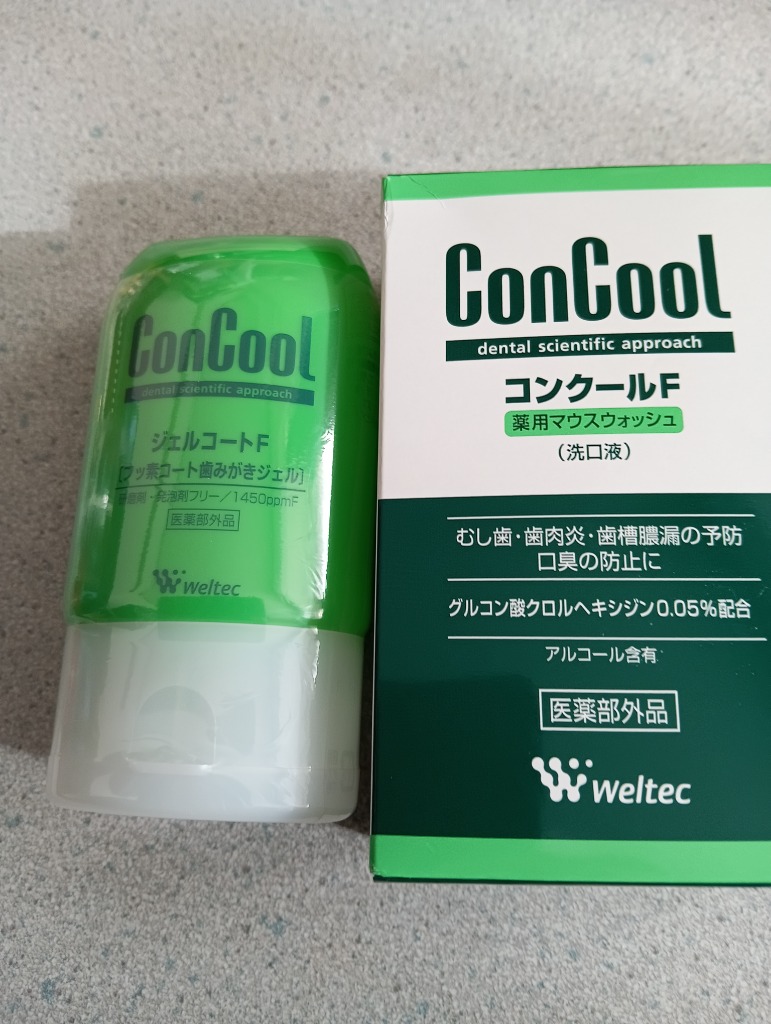 ConCool
dental scientific approach
ジェルコートF
[フッ素コート歯みがきジェル]
研磨剤・発泡剤フリー/1450ppmF
医薬部外品
weltec
ConCool
dental scientific approach
コンクールF
薬用マウスウォッシュ
(洗口液)
むし歯・歯肉炎・歯槽膿漏の予防
口臭の防止に
グルコン酸クロルヘキシジン0.05%配合
アルコール含有
医薬部外品
weltec